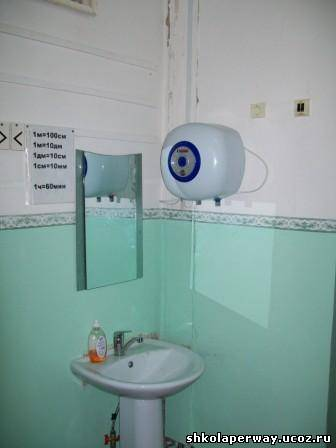 > <
1м=100см
1м=10дм
1дм=10см
1см=10мм
1ч=60мин
shkolaperway.ucoz.ru